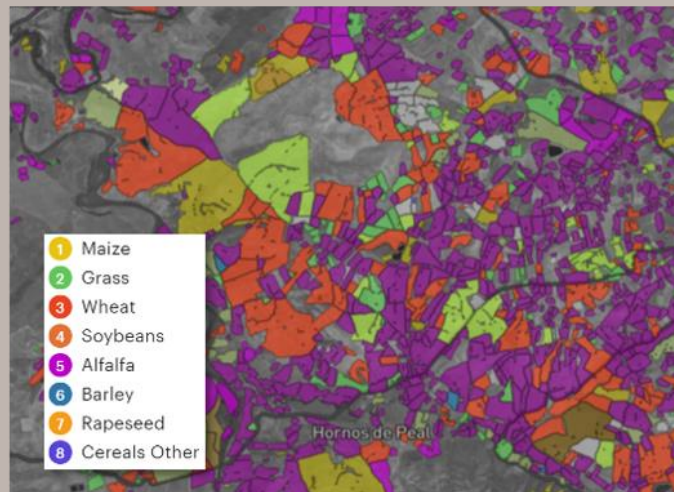 1 Maize
2 Grass
3 Wheat
4 Soybeans
5 Alfalfa
6 Barley
7 Rapeseed
8 Cereals Other
Hornos de Peal